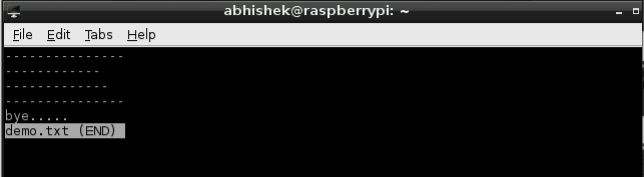 abhishek@raspberrypi: ~
File Edit Tabs Help
---------------
------------
-------------
---------------
bye.....
demo.txt (END)